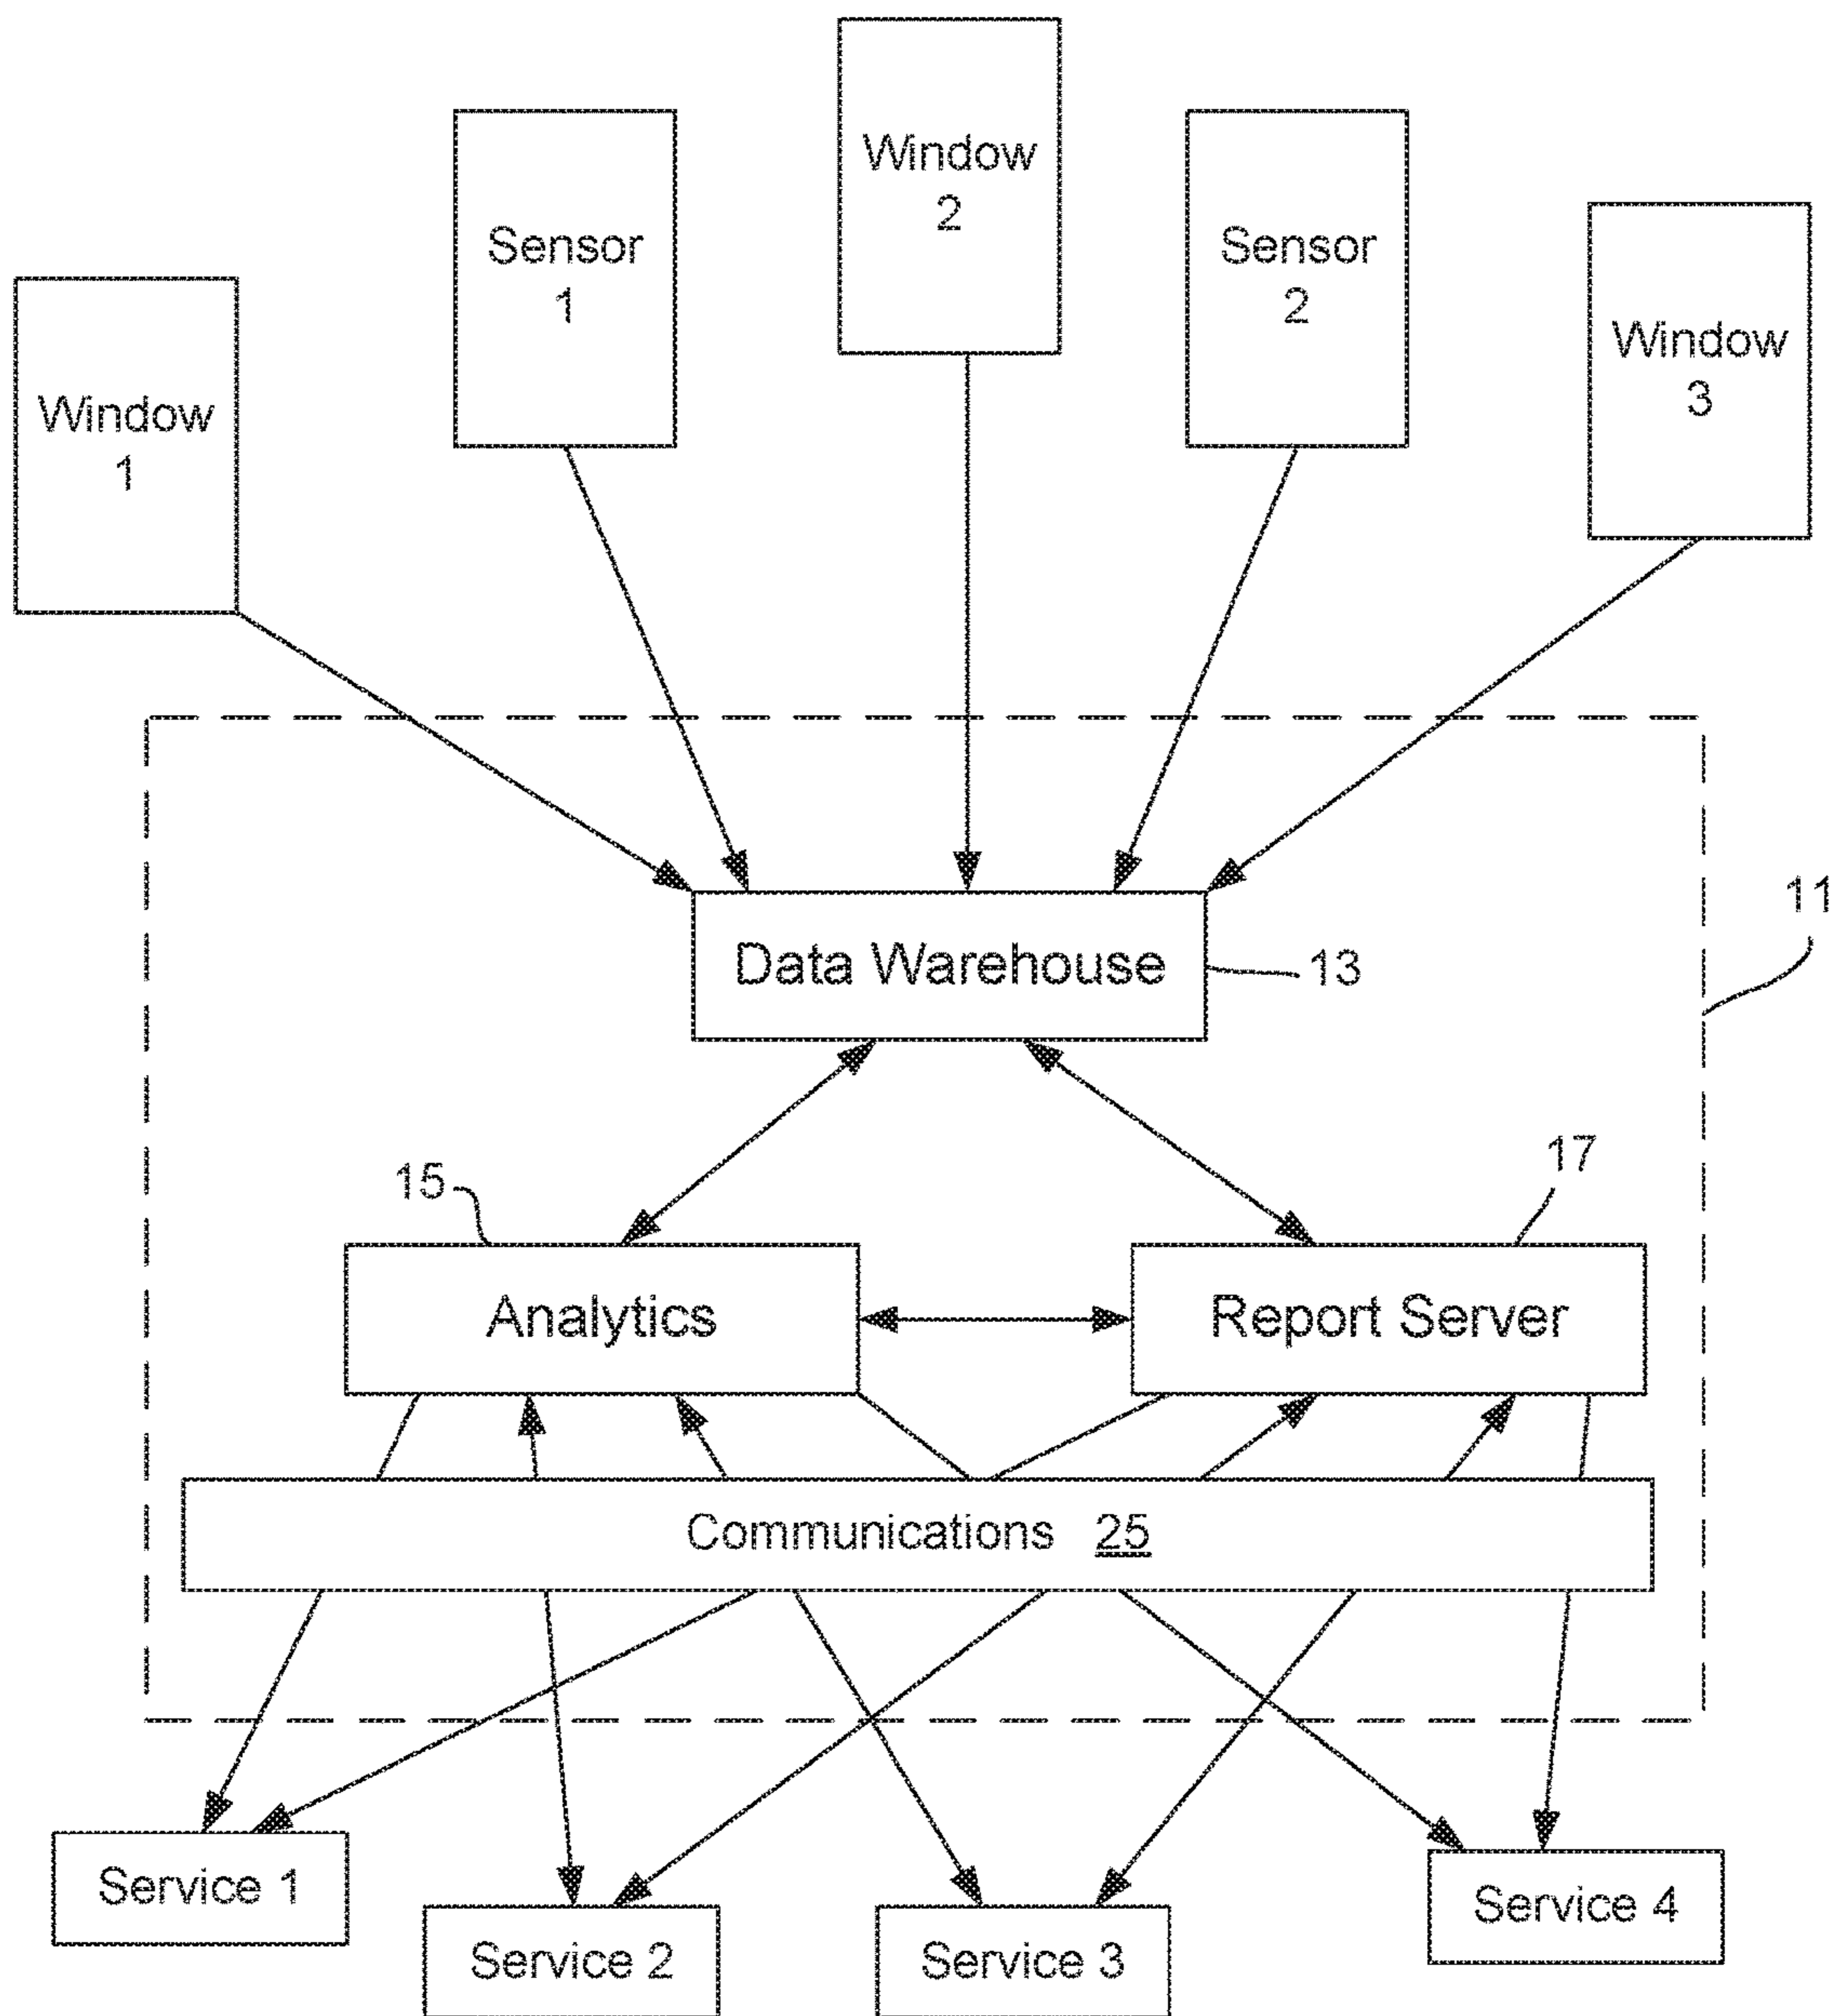 Window
2
Sensor
1
Sensor
2
Window
3
Window
1
11
Data Warehouse
13
15
17
Analytics
Report Server
Communications 25
Service 1
Service 2
Service 3
Service 4